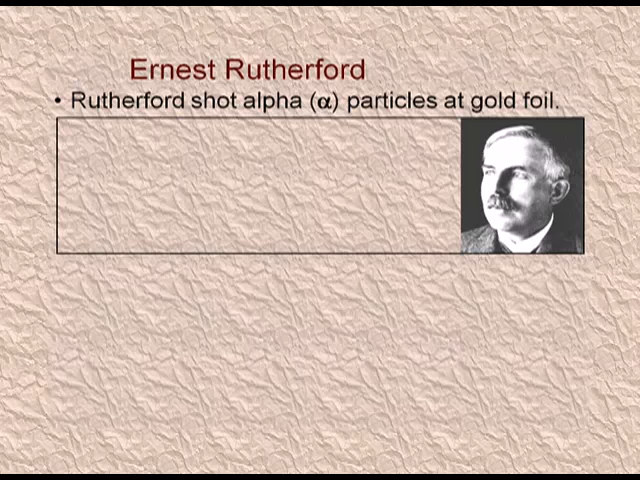 Ernest Rutherford
• Rutherford shot alpha (α) particles at gold foil.